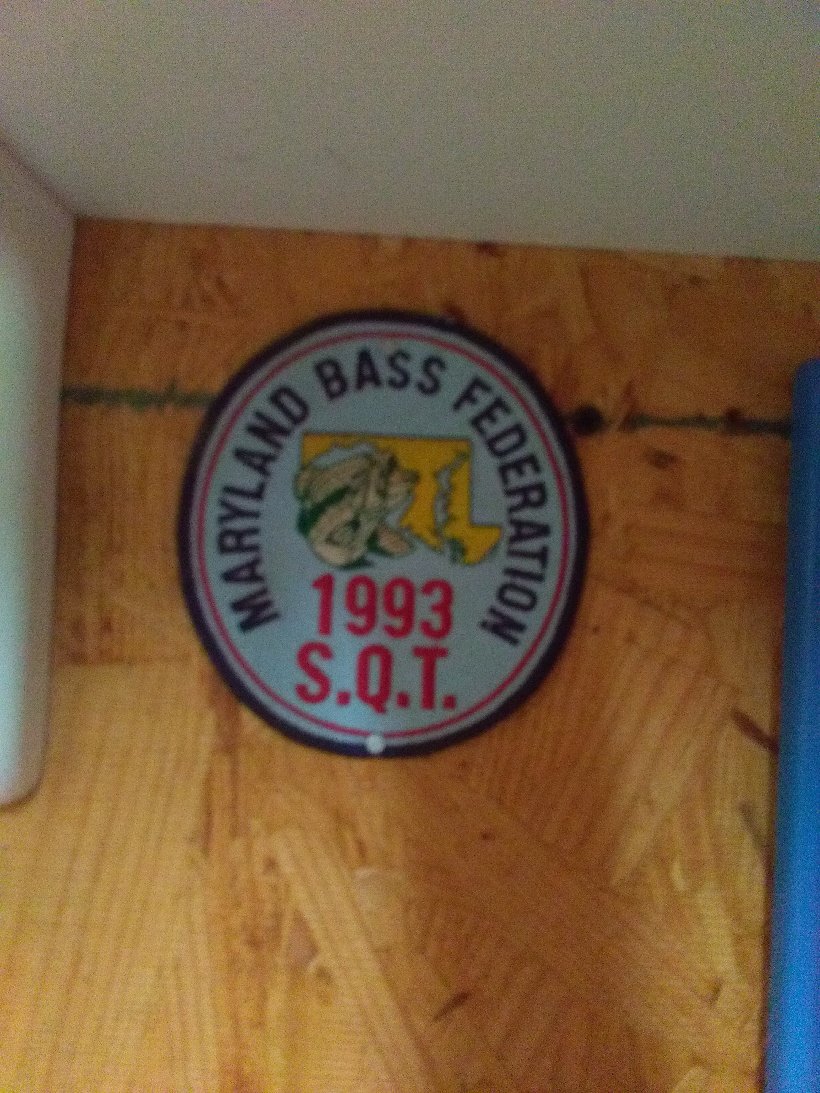 MARYLAND BASS FEDERATION
1993
S.Q.T.